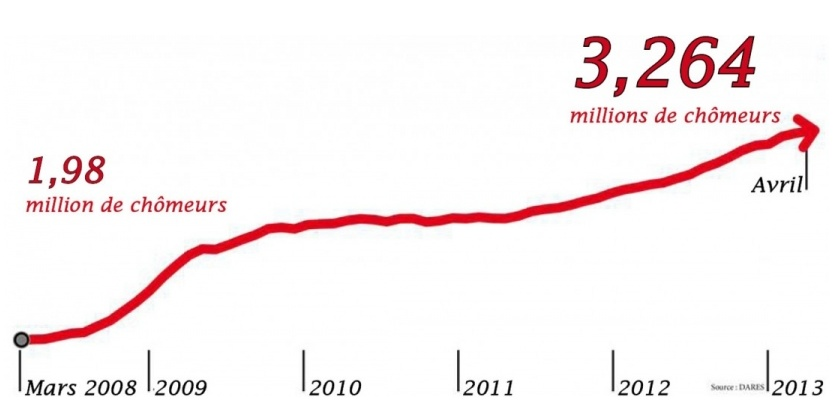 3,264
millions de chômeurs
1,98
million de chômeurs
Avril
Mars 2008
2009
2010
2011
2012
Source : DARES
2013